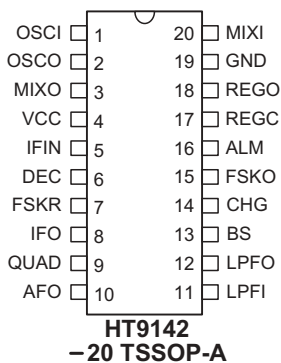 OSCI 1 20 MIXI
OSCO 2 19 GND
MIXO 3 18 REGO
VCC 4 17 REGC
IFIN 5 16 ALM
DEC 6 15 FSKO
FSKR 7 14 CHG
IFO 8 13 BS
QUAD 9 12 LPFO
AFO 10 11 LPFI
HT9142
–20 TSSOP-A